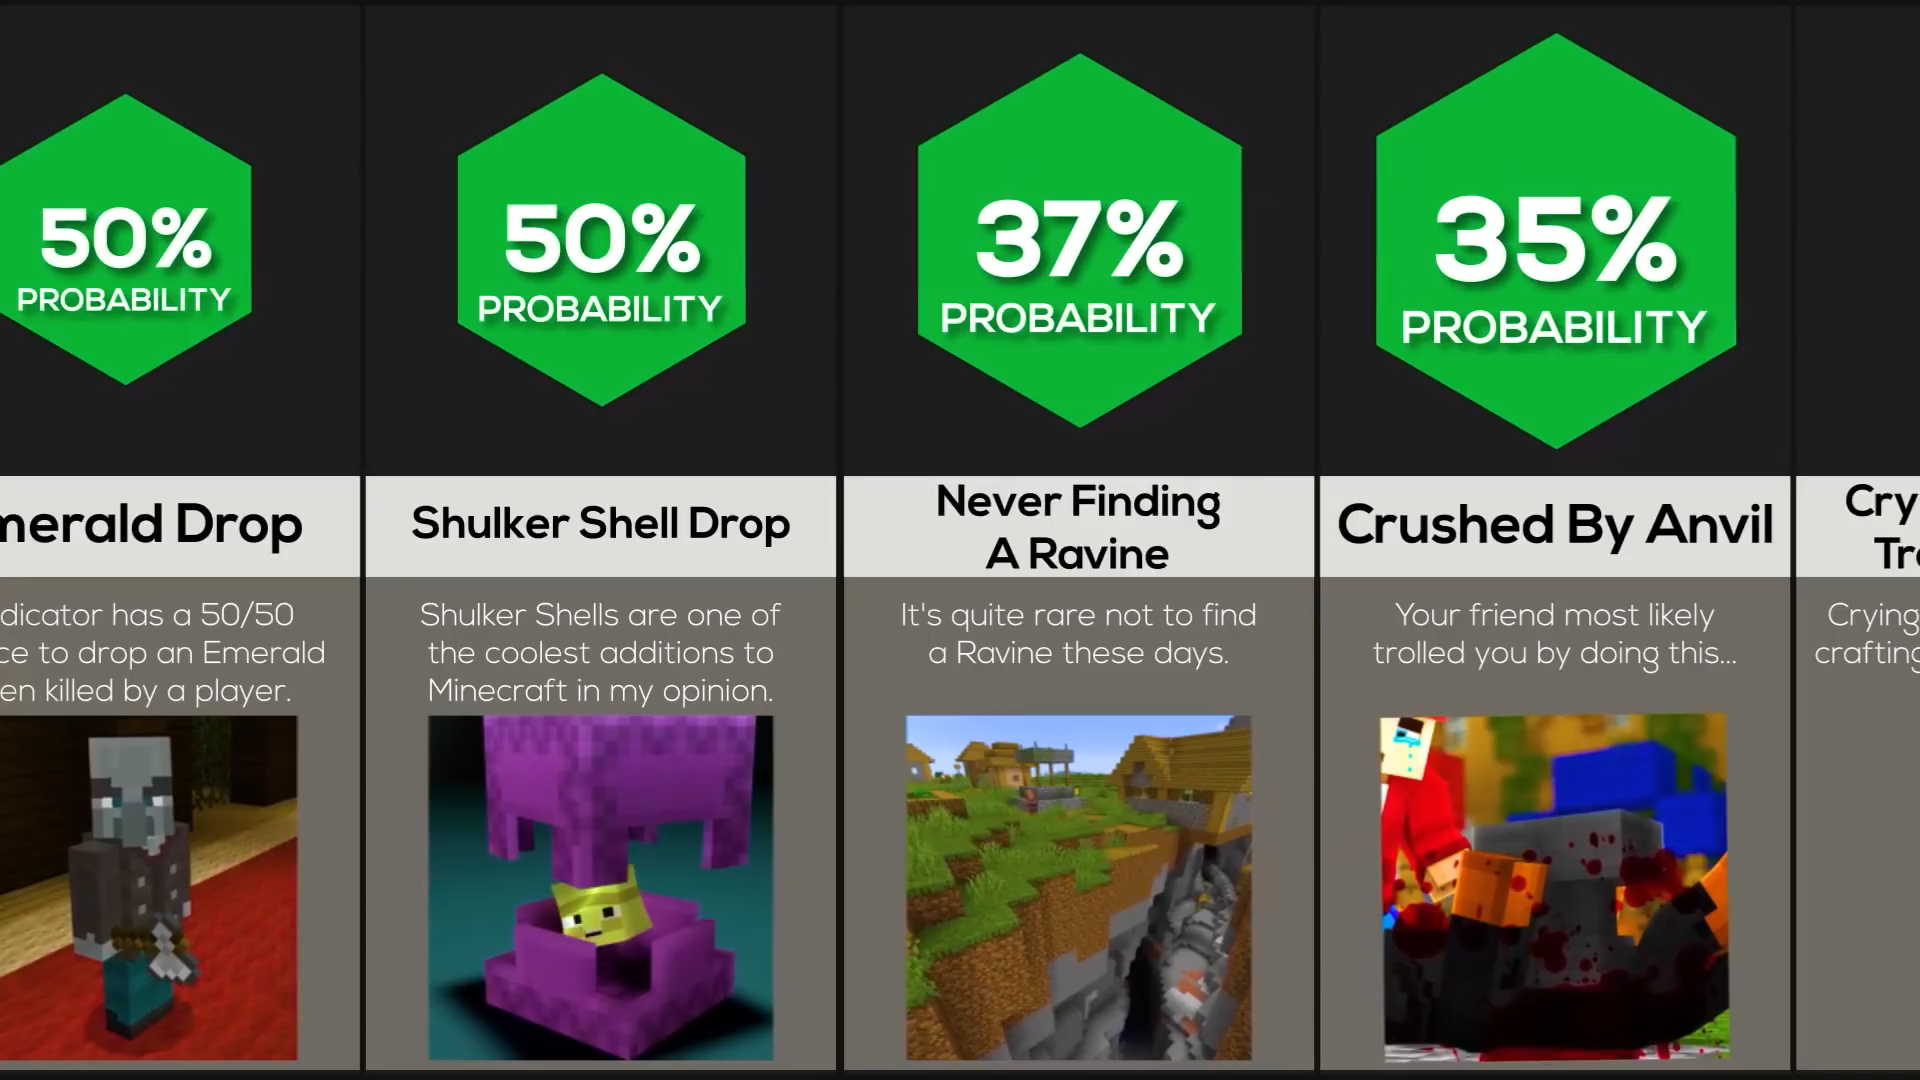 50%
PROBABILITY
merald Drop
dicator has a 50/50
ce to drop an Emerald
en killed by a player.
50%
PROBABILITY
Shulker Shell Drop
Shulker Shells are one of
the coolest additions to
Minecraft in my opinion.
37%
PROBABILITY
Never Finding
A Ravine
It's quite rare not to find
a Ravine these days.
35%
PROBABILITY
Crushed By Anvil
Your friend most likely
trolled you by doing this...
Cry
Tr
Crying
crafting